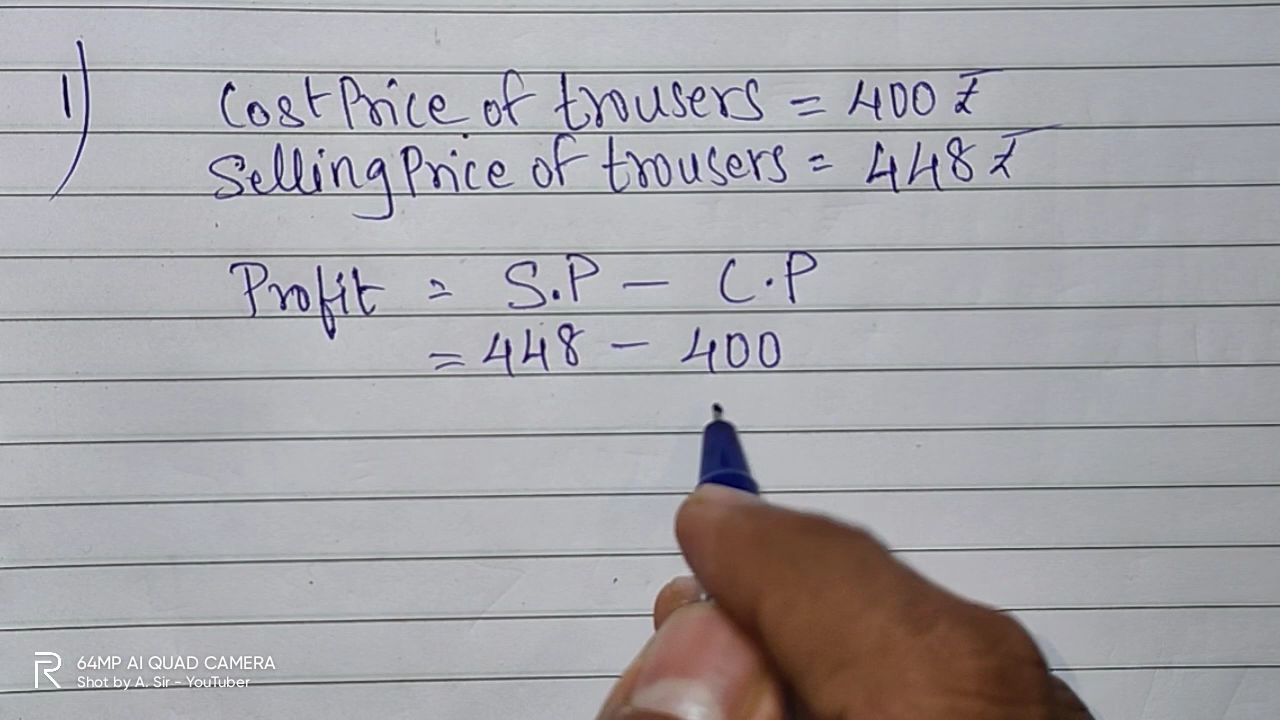 1) Cost Price of trousers = 400 ₹
Selling Price of trousers = 448 ₹
Profit = S.P - C.P
= 448 - 400
R 64MP AI QUAD CAMERA
Shot by A. Sir - YouTuber